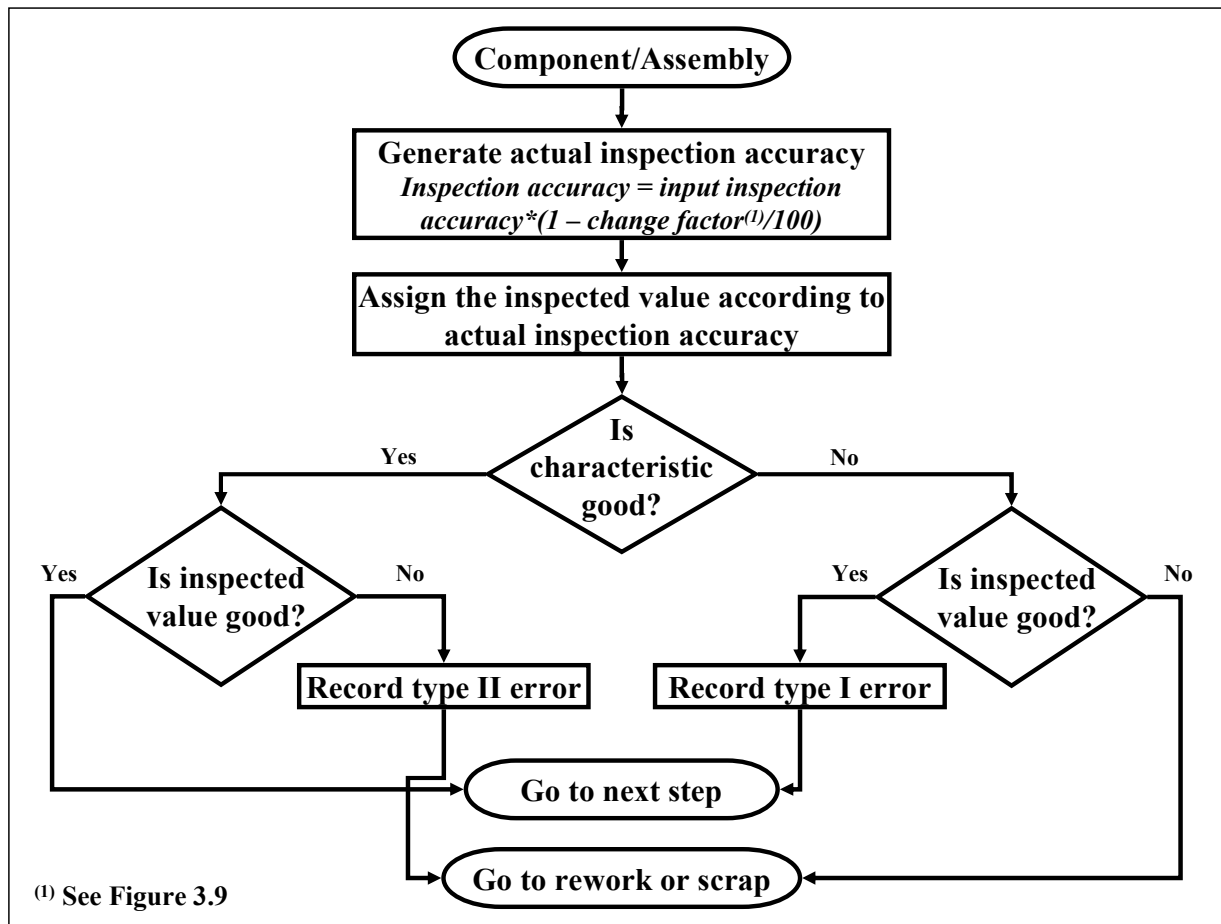 Component/Assembly
Generate actual inspection accuracy
Inspection accuracy = input inspection
accuracy*(1 – change factor(1)/100)
Assign the inspected value according to
actual inspection accuracy
Is
characteristic
good?
Yes
No
Is inspected
value good?
Yes
No
Is inspected
value good?
Yes
No
Record type II error
Record type I error
Go to next step
Go to rework or scrap
(1) See Figure 3.9